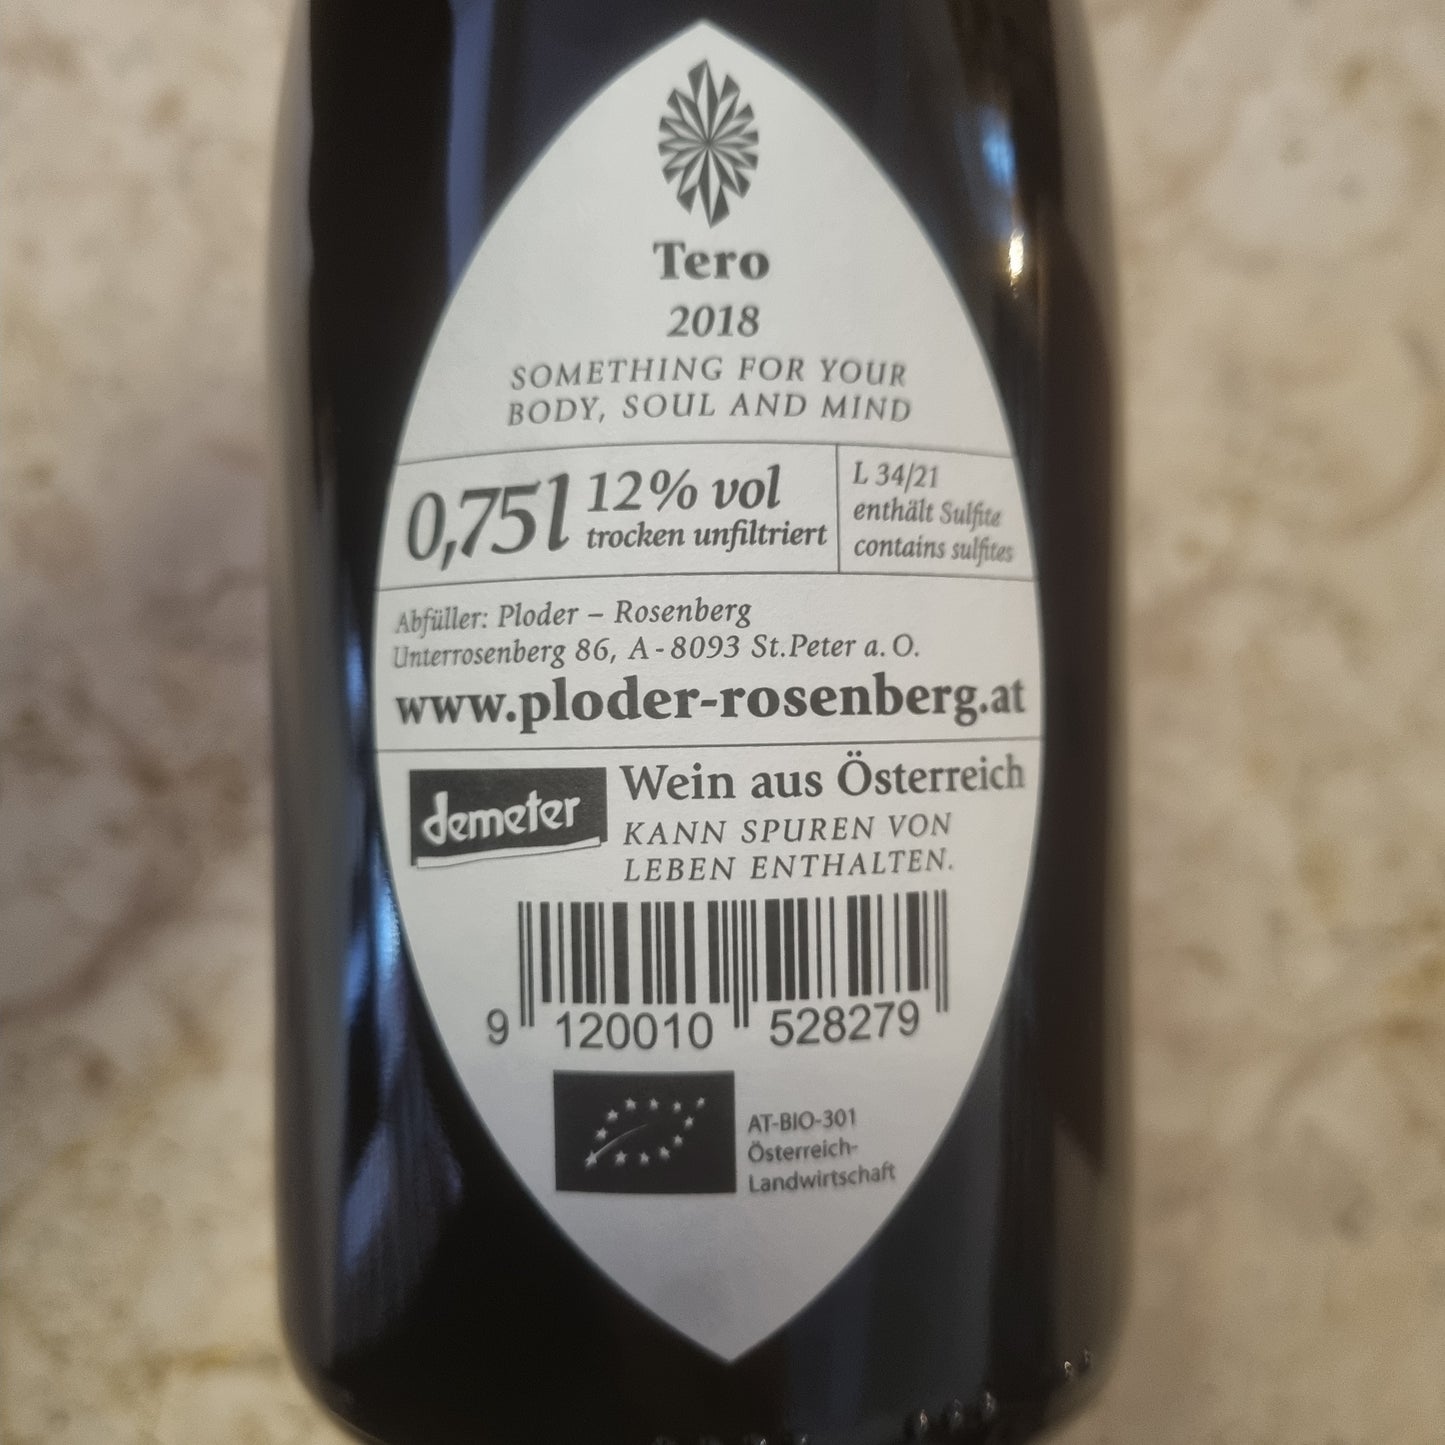 Tero
2018
SOMETHING FOR YOUR
BODY, SOUL AND MIND
0,75l
12% vol
trocken unfiltriert
L 34/21
enthält Sulfite
contains sulfites
Abfüller: Ploder – Rosenberg
Unterrosenberg 86, A-8093 St.Peter a. O.
www.ploder-rosenberg.at
demeter
Wein aus Österreich
KANN SPUREN VON
LEBEN ENTHALTEN.
9 120010 528279
AT-BIO-301
Österreich-
Landwirtschaft